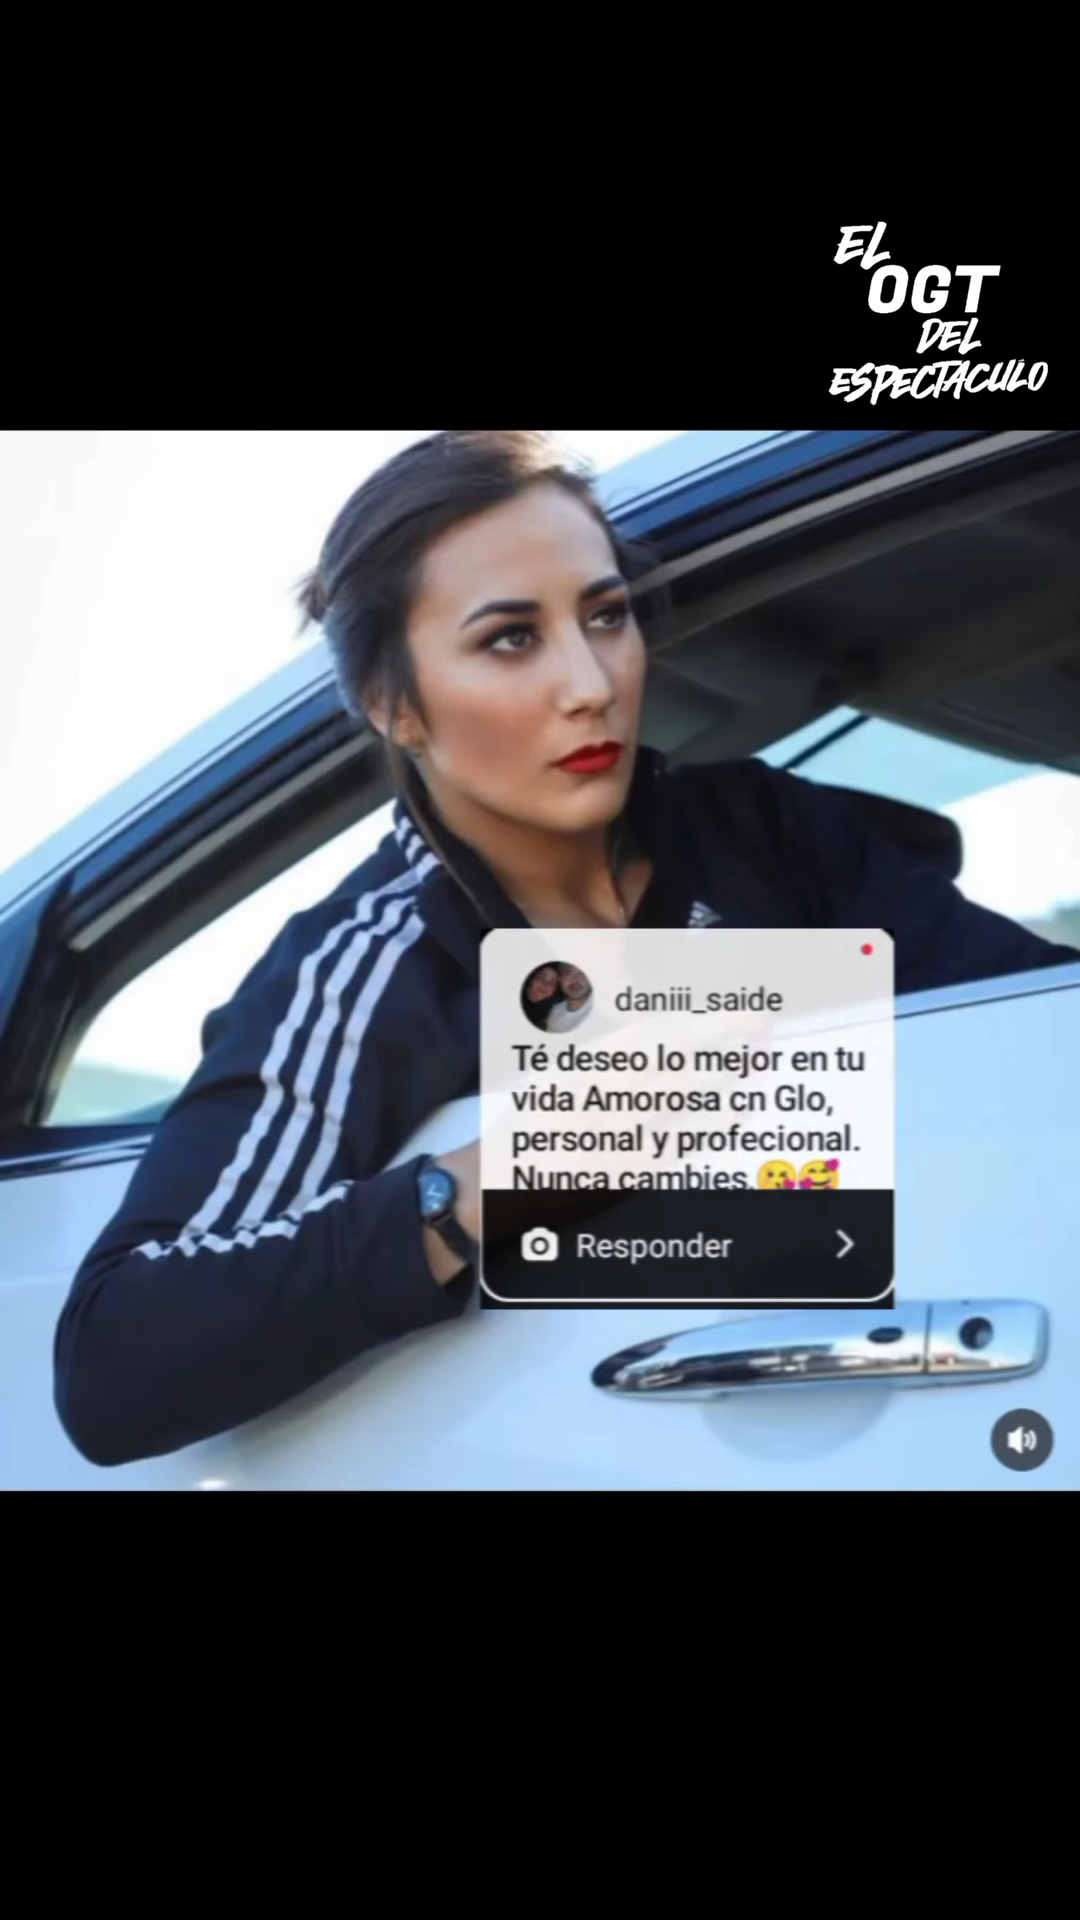 EL
OGT
DEL
ESPECTACULO
daniii_saide
Té deseo lo mejor en tu
vida Amorosa cn Glo,
personal y profecional.
Nunca cambies.😘🥰
Responder